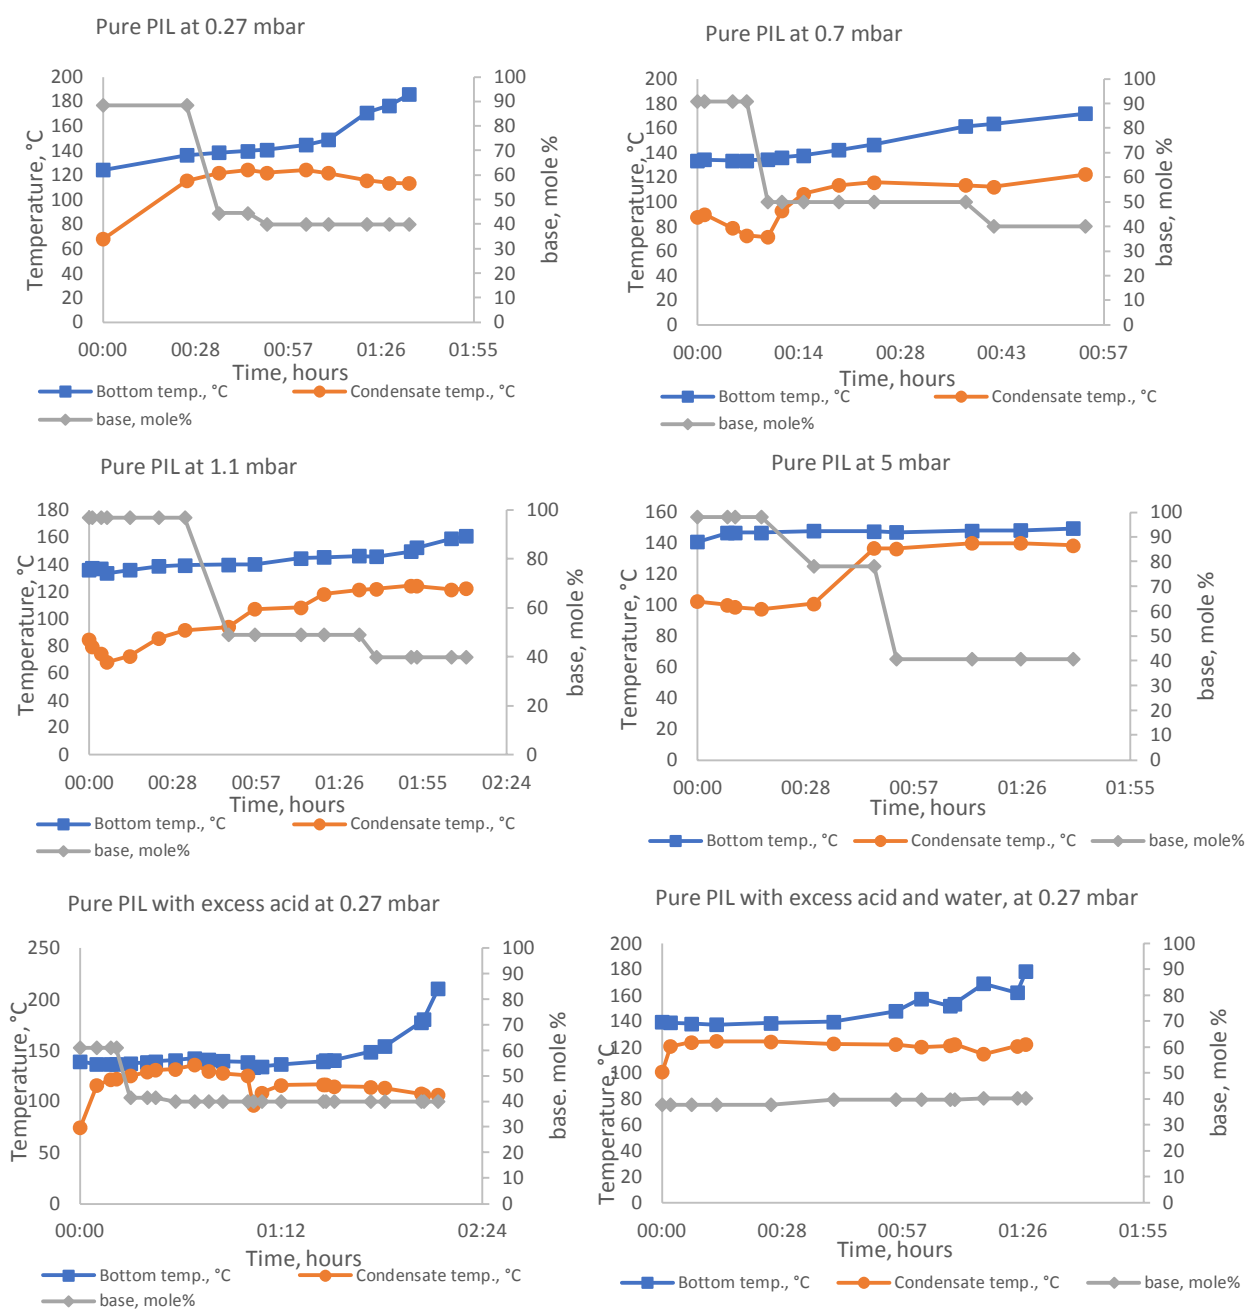 Pure PIL at 0.27 mbar
200
180
160
140
120
100
80
60
40
20
0
Temperature, °C
100
90
80
70
60
50
40
30
20
10
0
base, mole %
00:00 00:28 00:57 01:26 01:55
Time, hours
Bottom temp., °C Condensate temp., °C
base, mole%
Pure PIL at 0.7 mbar
200
180
160
140
120
100
80
60
40
20
0
Temperature, °C
100
90
80
70
60
50
40
30
20
10
0
base, mole %
00:00 00:14 00:28 00:43 00:57
Time, hours
Bottom temp., °C Condensate temp., °C
base, mole%
Pure PIL at 1.1 mbar
180
160
140
120
100
80
60
40
20
0
Temperature, °C
100
80
60
40
20
0
base, mole %
00:00 00:28 00:57 01:26 01:55 02:24
Time, hours
Bottom temp., °C Condensate temp., °C
base, mole%
Pure PIL at 5 mbar
160
140
120
100
80
60
40
20
0
Temperature, °C
100
90
80
70
60
50
40
30
20
10
0
base, mole %
00:00 00:28 00:57 01:26 01:55
Time, hours
Bottom temp., °C Condensate temp., °C base, mole%
Pure PIL with excess acid at 0.27 mbar
250
200
150
100
50
0
Temperature, °C
100
90
80
70
60
50
40
30
20
10
0
base. mole %
00:00 01:12 02:24
Time, hours
Bottom temp., °C Condensate temp., °C
base, mole%
Pure PIL with excess acid and water, at 0.27 mbar
200
180
160
140
120
100
80
60
40
20
0
Temperature, °C
100
90
80
70
60
50
40
30
20
10
0
base, mole %
00:00 00:28 00:57 01:26 01:55
Time, hours
Bottom temp., °C Condensate temp., °C base, mole%